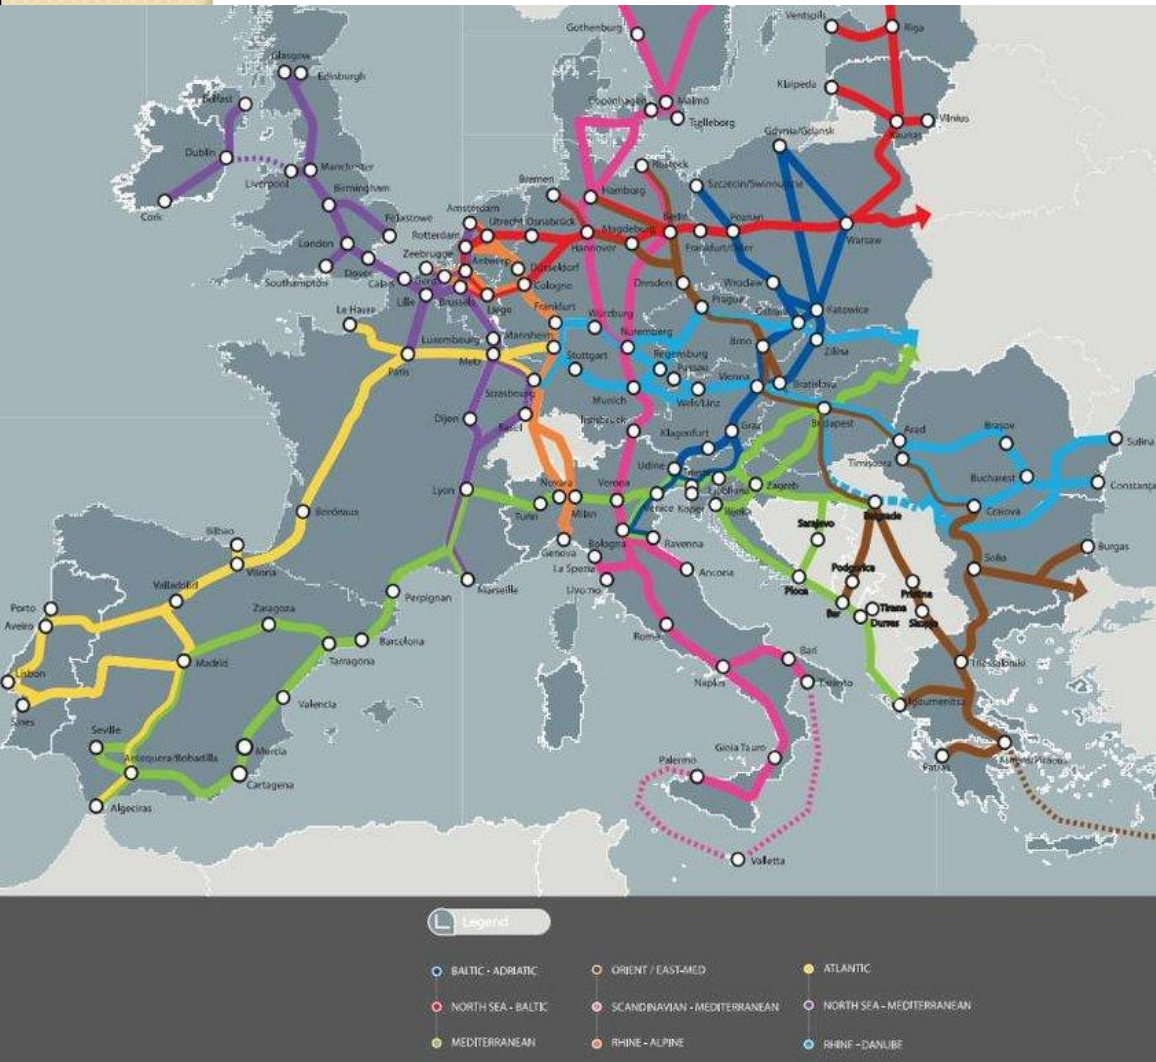 Gothenburg
Ventspils
Riga
Glasgow
Edinburgh
Klaipeda
Belfast
Copenhagen
Malmö
Trelleborg
Kaunas
Vilnius
Gdynia/Gdansk
Dublin
Liverpool
Manchester
Rostock
Bremen
Hamburg
Szczecin/Swinoujscie
Birmingham
Cork
Felixstowe
Amsterdam
Utrecht
Osnabrück
Magdeburg
Berlin
Poznan
Rotterdam
Hannover
Frankfurt/Oder
Warsaw
London
Zeebrugge
Antwerp
Düsseldorf
Southampton
Dover
Calais
Gent
Cologne
Dresden
Wroclaw
Lille
Brussels
Liège
Prague
Le Havre
Frankfurt
Würzburg
Ostrava
Katowice
Luxembourg
Mannheim
Nuremberg
Brno
Paris
Metz
Stuttgart
Regensburg
Zilina
Passau
Strasbourg
Munich
Wels/Linz
Vienna
Bratislava
Dijon
Basel
Innsbruck
Klagenfurt
Graz
Budapest
Arad
Brasov
Sulina
Timisoara
Udine
Lyon
Novara
Verona
Ljubljana
Zagreb
Bucharest
Constanta
Turin
Milan
Venice
Koper
Rijeka
Belgrade
Craiova
Bordeaux
Sarajevo
Genova
Bologna
Ravenna
Bilbao
Vitoria
La Spezia
Sofia
Burgas
Valladolid
Marseille
Livorno
Ancona
Ploce
Podgorica
Pristina
Porto
Aveiro
Zaragoza
Perpignan
Bar
Tirana
Durres
Skopje
Barcelona
Roma
Madrid
Tarragona
Bari
Thessaloniki
Lisbon
Naples
Taranto
Sines
Valencia
Igoumenitsa
Seville
Murcia
Gioia Tauro
Antequera/Bobadilla
Palermo
Patras
Athens/Piraeus
Cartagena
Algeciras
Valletta
Legend
BALTIC - ADRIATIC
ORIENT / EAST-MED
ATLANTIC
NORTH SEA - BALTIC
SCANDINAVIAN - MEDITERRANEAN
NORTH SEA - MEDITERRANEAN
MEDITERRANEAN
RHINE - ALPINE
RHINE - DANUBE